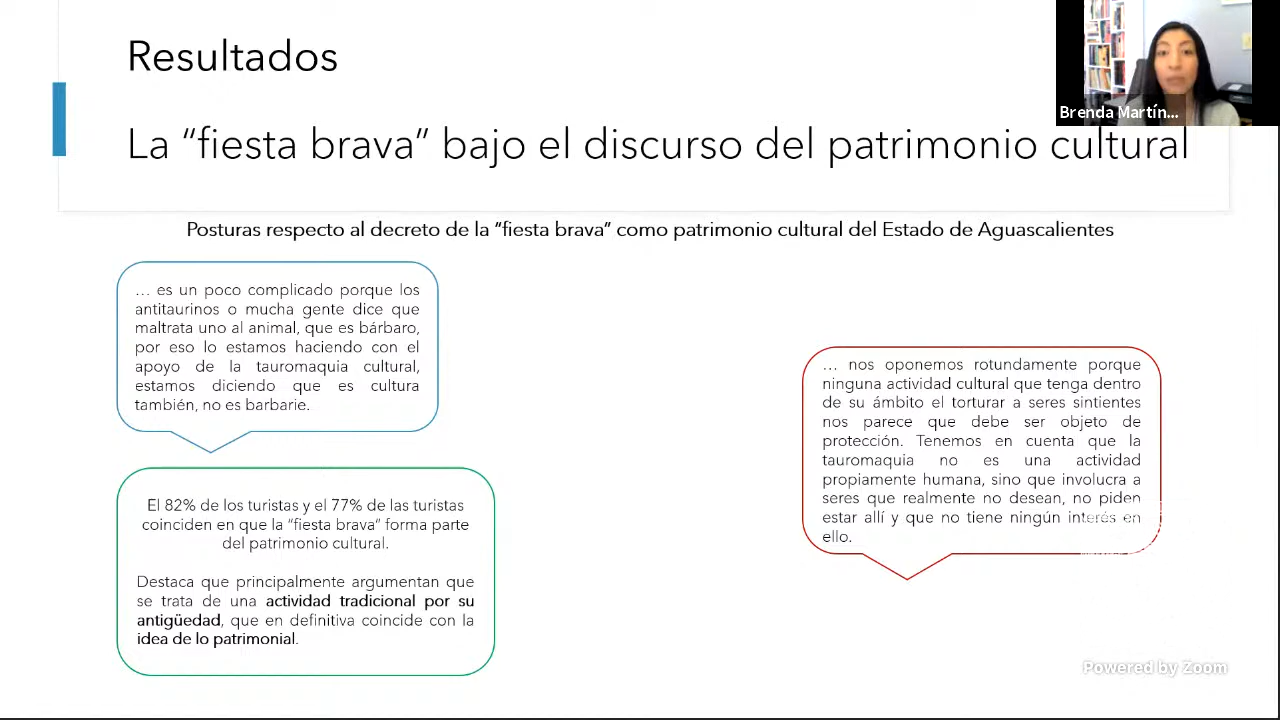 Resultados
La “fiesta brava” bajo el discurso del patrimonio cultural
Brenda Martín...
Posturas respecto al decreto de la “fiesta brava” como patrimonio cultural del Estado de Aguascalientes
… es un poco complicado porque los
antitaurinos o mucha gente dice que
maltrata uno al animal, que es bárbaro,
por eso lo estamos haciendo con el
apoyo de la tauromaquia cultural,
estamos diciendo que es cultura
también, no es barbarie.
El 82% de los turistas y el 77% de las turistas
coinciden en que la “fiesta brava” forma parte
del patrimonio cultural.
Destaca que principalmente argumentan que
se trata de una actividad tradicional por su
antigüedad, que en definitiva coincide con la
idea de lo patrimonial.
… nos oponemos rotundamente porque
ninguna actividad cultural que tenga dentro
de su ámbito el torturar a seres sintientes
nos parece que debe ser objeto de
protección. Tenemos en cuenta que la
tauromaquia no es una actividad
propiamente humana, sino que involucra a
seres que realmente no desean, no piden
estar allí y que no tiene ningún interés en
ello.
Powered by Zoom